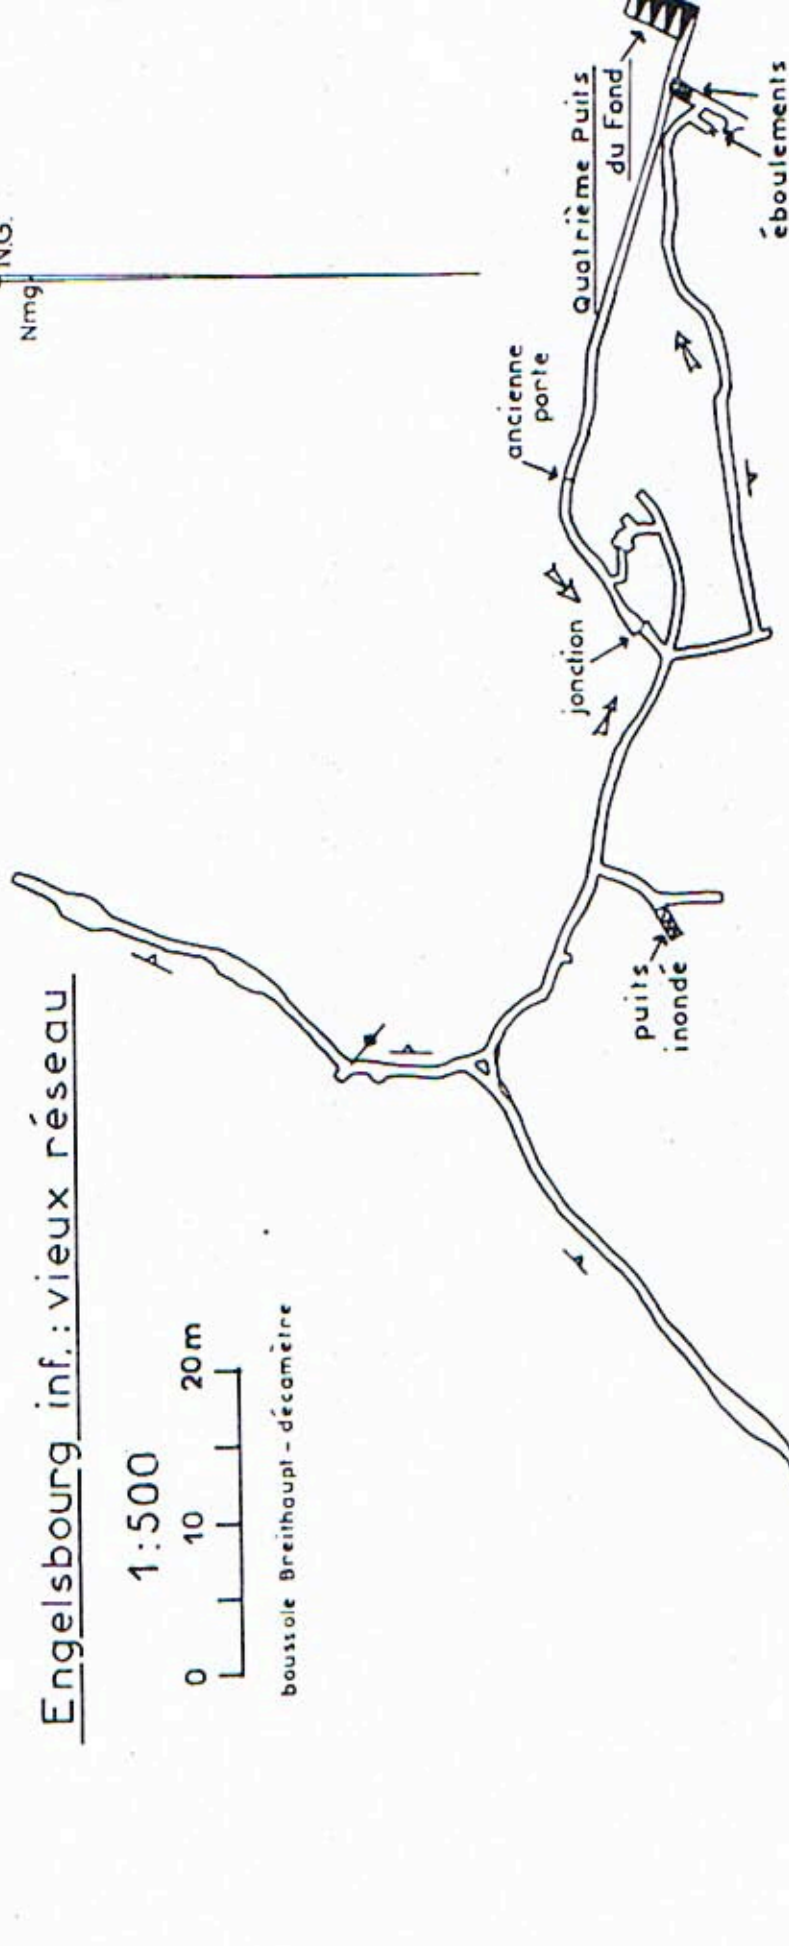 Engelsbourg inf. : vieux réseau
1:500
0 10 20m
boussole Breithaupt - décamètre
N.G.
Nmg
puits
inondé
jonction
ancienne
porte
Quatrième Puits
du Fond
éboulements